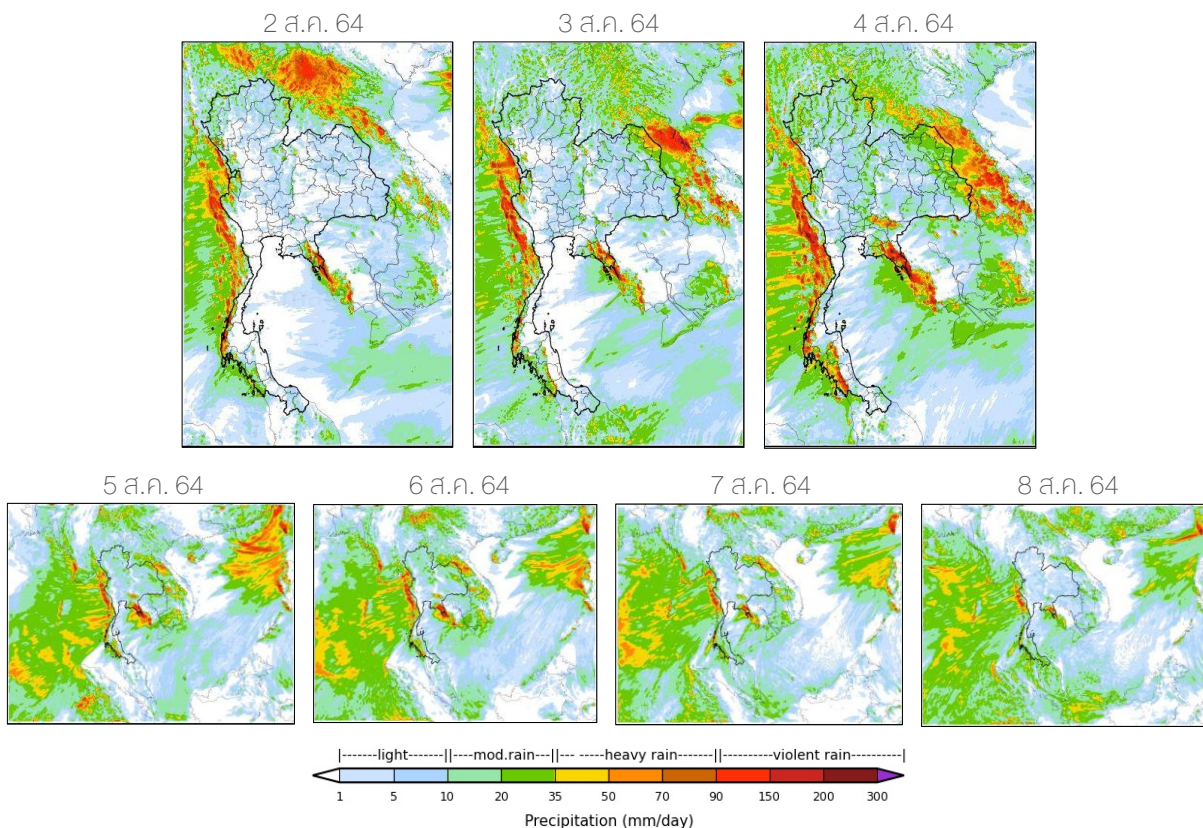 2 ส.ค. 64 3 ส.ค. 64 4 ส.ค. 64
5 ส.ค. 64 6 ส.ค. 64 7 ส.ค. 64 8 ส.ค. 64
|-------light-------||----mod.rain---||--- -----heavy rain-------||-----------violent rain----------|
1 5 10 20 35 50 70 90 150 200 300
Precipitation (mm/day)